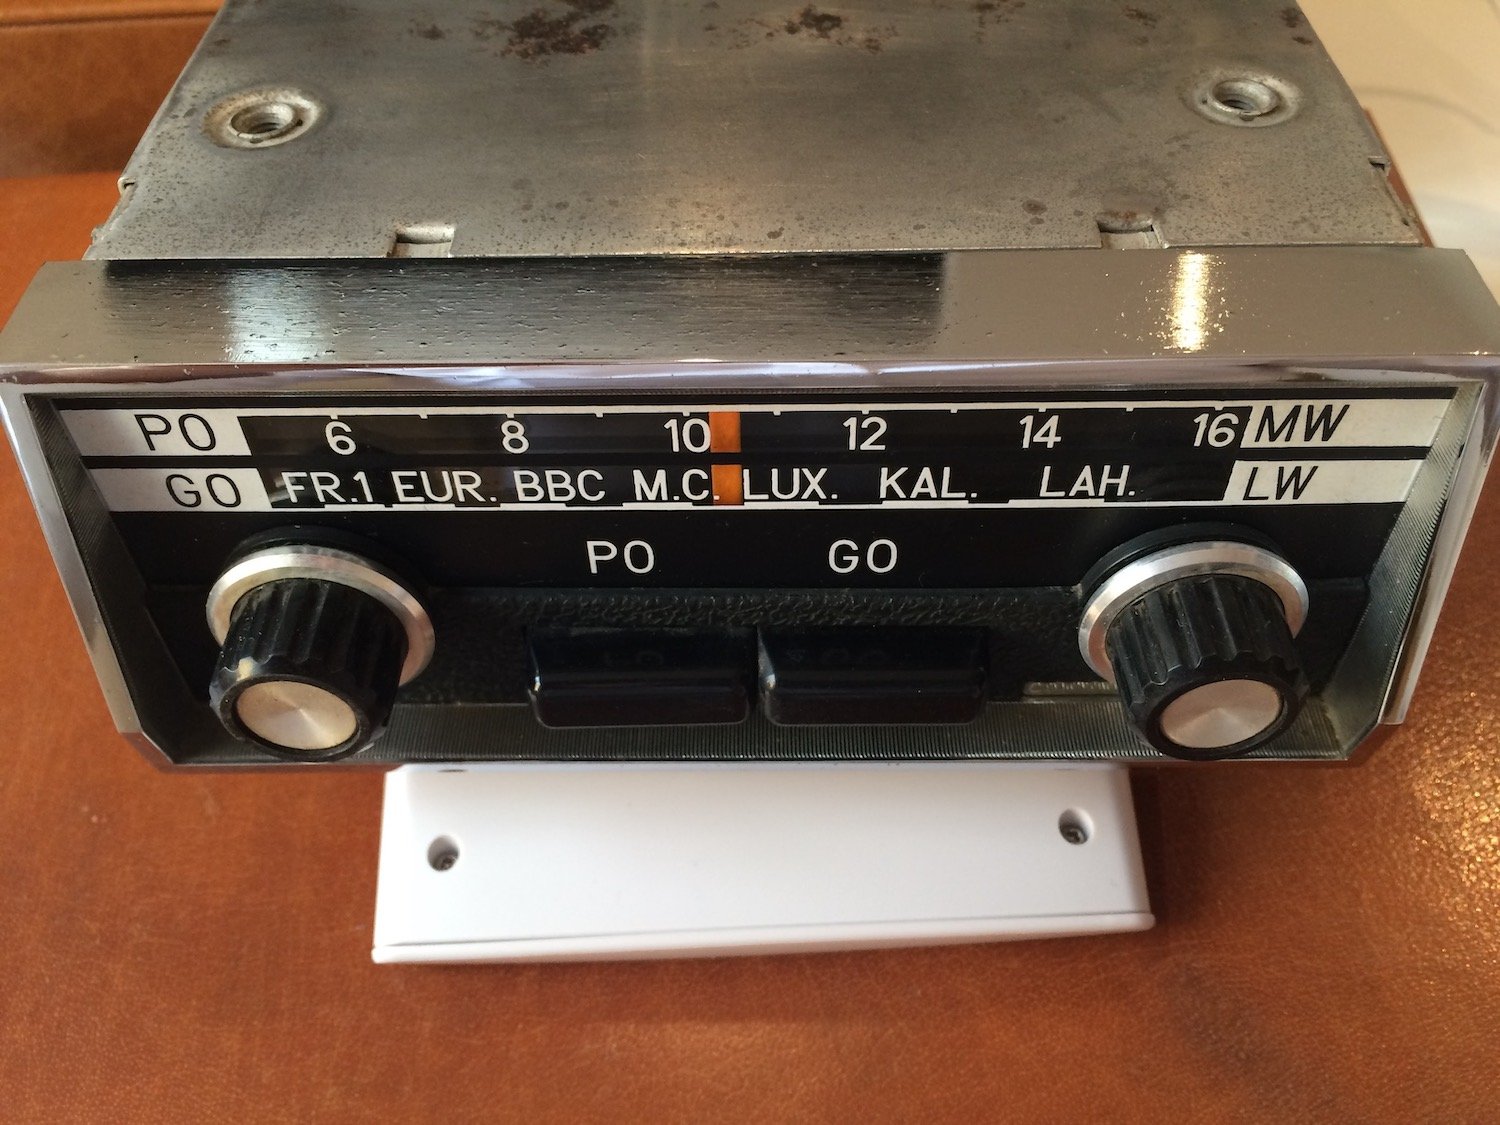 PO 6 8 10 12 14 16 MW
GO FR.1 EUR. BBC M.C. LUX. KAL. LAH. LW
PO GO